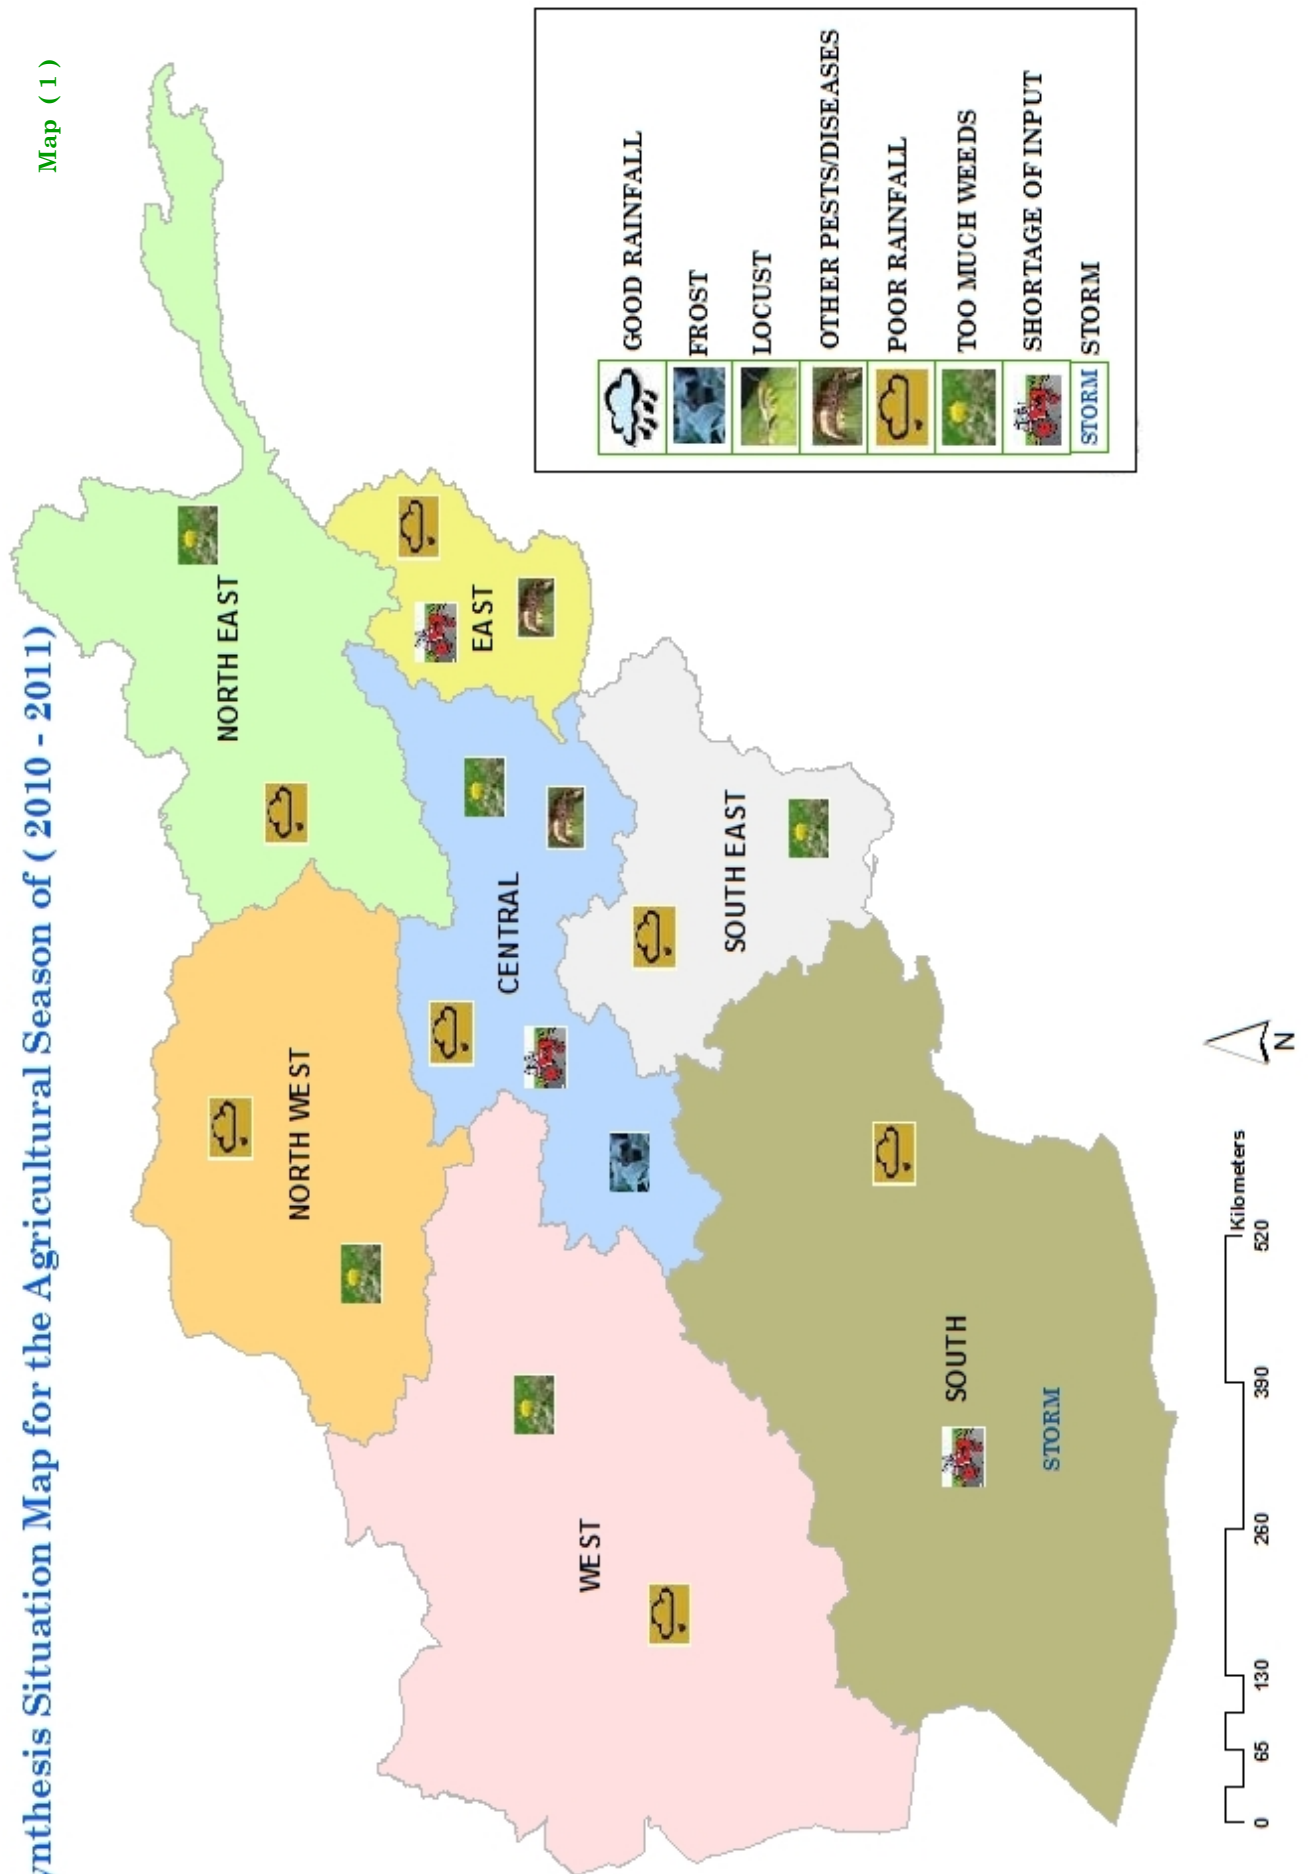 ynthesis Situation Map for the Agricultural Season of ( 2010 - 2011)
Map ( 1 )
NORTH EAST
NORTH WEST
EAST
CENTRAL
WEST
SOUTH EAST
SOUTH
STORM
GOOD RAINFALL
FROST
LOCUST
OTHER PESTS/DISEASES
POOR RAINFALL
TOO MUCH WEEDS
SHORTAGE OF INPUT
STORM STORM
0 65 130 260 390 520
Kilometers
N